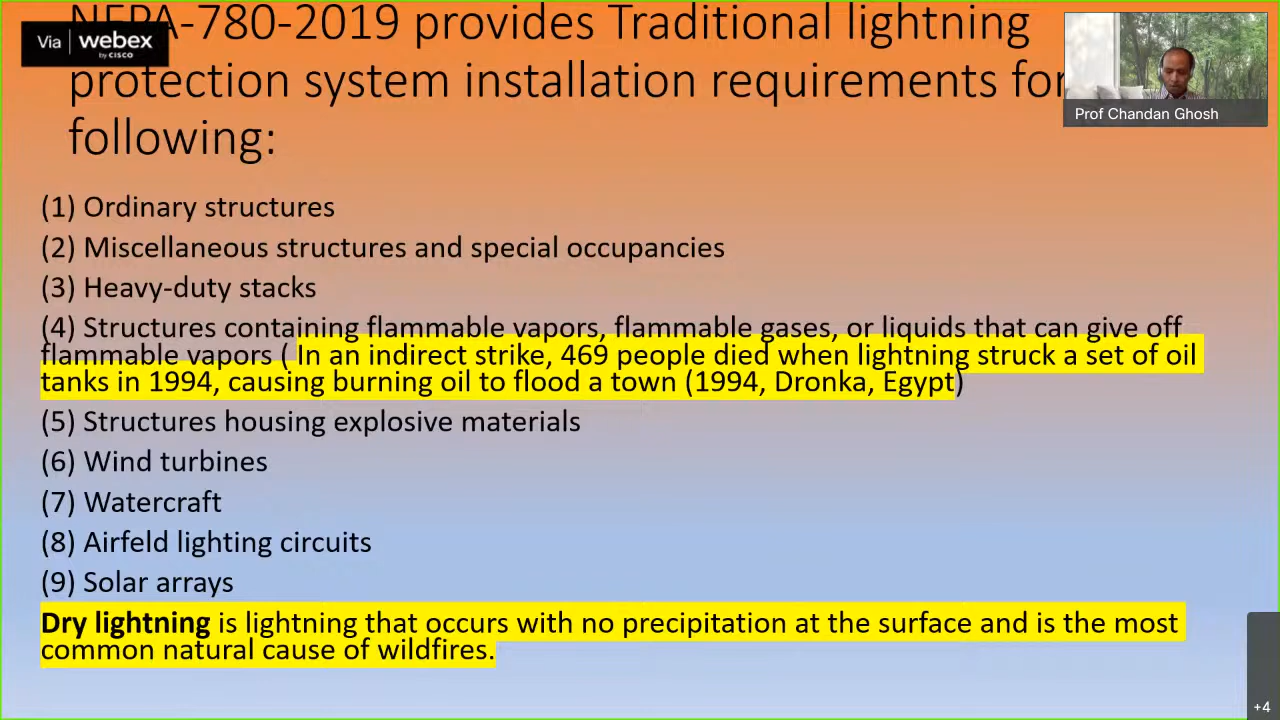 NFPA-780-2019 provides Traditional lightning
Via webex
by CISCO
protection system installation requirements for
following:
Prof Chandan Ghosh
(1) Ordinary structures
(2) Miscellaneous structures and special occupancies
(3) Heavy-duty stacks
(4) Structures containing flammable vapors, flammable gases, or liquids that can give off
flammable vapors ( In an indirect strike, 469 people died when lightning struck a set of oil
tanks in 1994, causing burning oil to flood a town (1994, Dronka, Egypt)
(5) Structures housing explosive materials
(6) Wind turbines
(7) Watercraft
(8) Airfeld lighting circuits
(9) Solar arrays
Dry lightning is lightning that occurs with no precipitation at the surface and is the most
common natural cause of wildfires.
+4